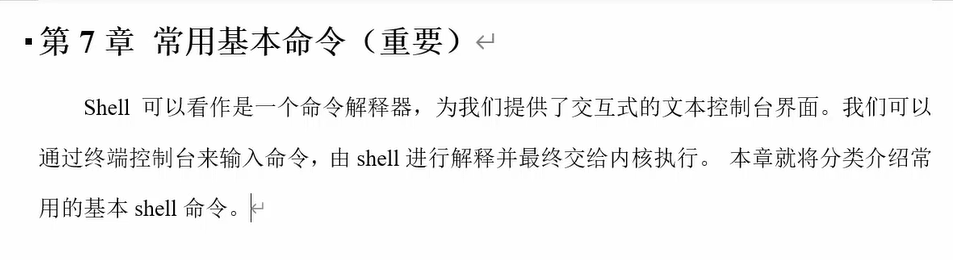 第 7 章 常用基本命令（重要）
Shell 可以看作是一个命令解释器，为我们提供了交互式的文本控制台界面。我们可以
通过终端控制台来输入命令，由 shell 进行解释并最终交给内核执行。 本章就将分类介绍常
用的基本 shell 命令。